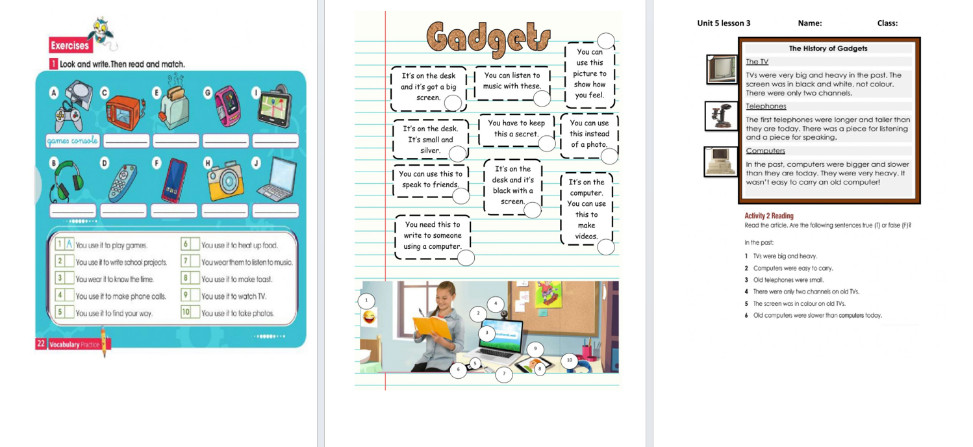 Exercises
1 Look and write. Then read and match.
A
C
E
G
I
games console
B
D
F
H
J
1 A You use it to play games.
2 You use it to write school projects.
3 You wear it to know the time.
4 You use it to make phone calls.
5 You use it to find your way.
6 You use it to heat up food.
7 You wear them to listen to music.
8 You use it to make toast.
9 You use it to watch TV.
10 You use it to take photos.
22 Vocabulary Practice
Gadgets
It's on the desk
and it's got a big
screen.
You can listen to
music with these.
You can
use this
picture to
show how
you feel.
It's on the desk.
It's small and
silver.
You have to keep
this a secret.
You can use
this instead
of a photo.
You can use this to
speak to friends.
It's on the
desk and it's
black with a
screen.
It's on the
computer.
You can use
this to
make
videos.
You need this to
write to someone
using a computer.
1
2
3
4
5
6
7
8
9
10
Unit 5 lesson 3 Name: Class:
The History of Gadgets
The TV
TVs were very big and heavy in the past. The
screen was in black and white, not colour.
There were only two channels.
Telephones
The first telephones were longer and taller than
they are today. There was a piece for listening
and a piece for speaking.
Computers
In the past, computers were bigger and slower
than they are today. They were very heavy. It
wasn't easy to carry an old computer!
Activity 2 Reading
Read the article. Are the following sentences true (T) or false (F)?
In the past:
1 TVs were big and heavy.
2 Computers were easy to carry.
3 Old telephones were small.
4 There were only two channels on old TVs.
5 The screen was in colour on old TVs.
6 Old computers were slower than computers today.